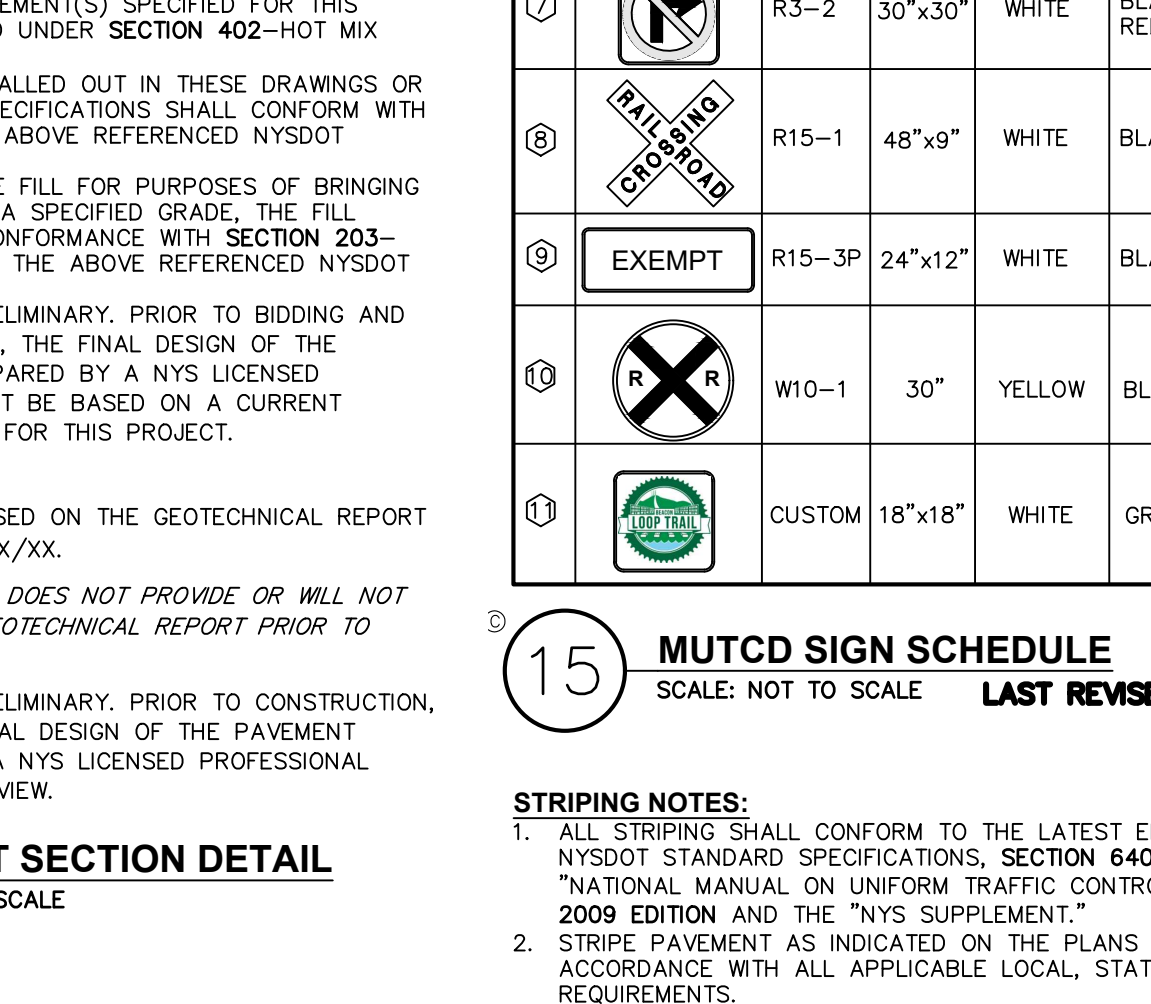 EMENT(S) SPECIFIED FOR THIS
UNDER SECTION 402-HOT MIX
ALLED OUT IN THESE DRAWINGS OR
ECIFICATIONS SHALL CONFORM WITH
ABOVE REFERENCED NYSDOT
E FILL FOR PURPOSES OF BRINGING
A SPECIFIED GRADE, THE FILL
ONFORMANCE WITH SECTION 203-
THE ABOVE REFERENCED NYSDOT
ELIMINARY. PRIOR TO BIDDING AND
, THE FINAL DESIGN OF THE
PARED BY A NYS LICENSED
T BE BASED ON A CURRENT
FOR THIS PROJECT.
SED ON THE GEOTECHNICAL REPORT
X/XX.
DOES NOT PROVIDE OR WILL NOT
EOTECHNICAL REPORT PRIOR TO
ELIMINARY. PRIOR TO CONSTRUCTION,
AL DESIGN OF THE PAVEMENT
A NYS LICENSED PROFESSIONAL
VIEW.
T SECTION DETAIL
SCALE
7 R3-2 30"x30" WHITE
8 RAILROAD CROSSING R15-1 48"x9" WHITE BLA
9 EXEMPT R15-3P 24"x12" WHITE BLA
10 R R W10-1 30" YELLOW BL
11 BEACON LOOP TRAIL CUSTOM 18"x18" WHITE GR
©
15 MUTCD SIGN SCHEDULE
SCALE: NOT TO SCALE LAST REVISE
STRIPING NOTES:
1. ALL STRIPING SHALL CONFORM TO THE LATEST E
NYSDOT STANDARD SPECIFICATIONS, SECTION 640
"NATIONAL MANUAL ON UNIFORM TRAFFIC CONTRO
2009 EDITION AND THE "NYS SUPPLEMENT."
2. STRIPE PAVEMENT AS INDICATED ON THE PLANS
ACCORDANCE WITH ALL APPLICABLE LOCAL, STAT
REQUIREMENTS.